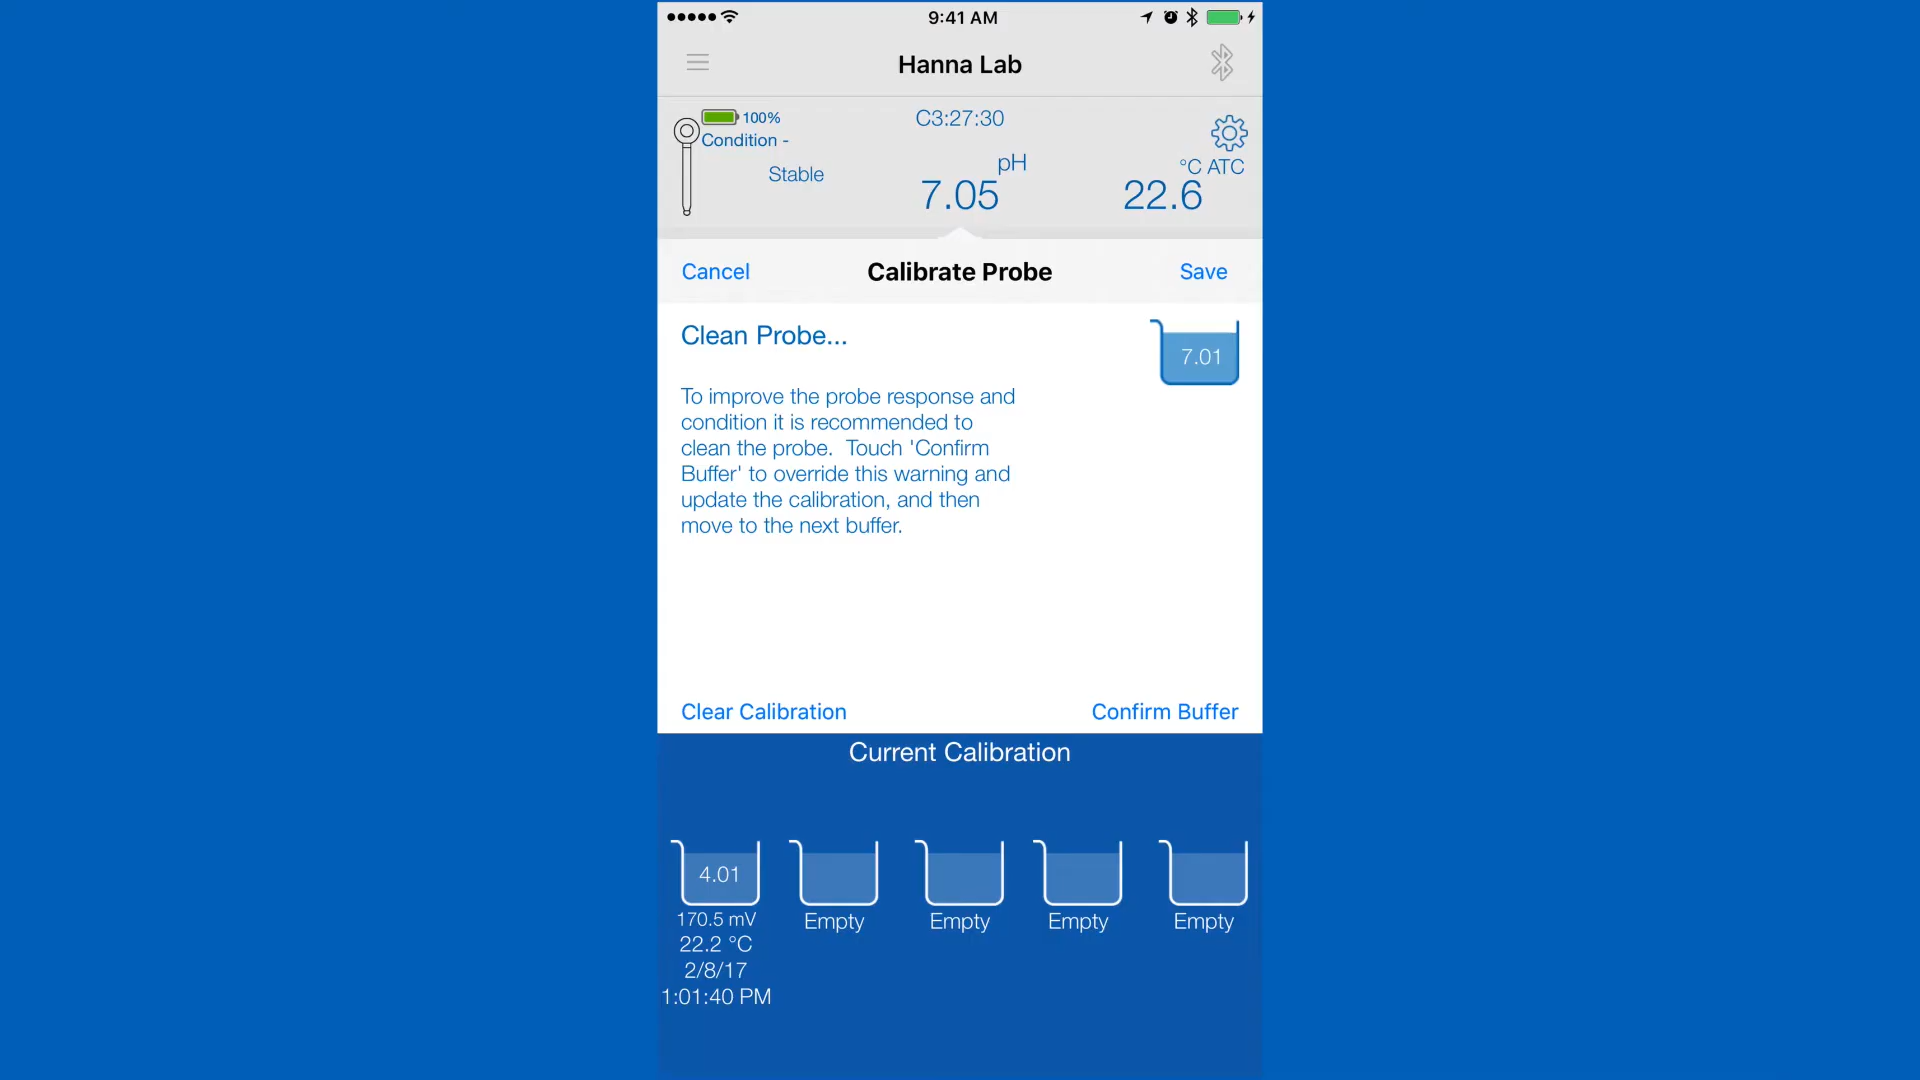 9:41 AM
Hanna Lab
100%
C3:27:30
Condition -
pH
°C ATC
Stable
7.05
22.6
Cancel
Calibrate Probe
Save
Clean Probe...
7.01
To improve the probe response and
condition it is recommended to
clean the probe.  Touch 'Confirm
Buffer' to override this warning and
update the calibration, and then
move to the next buffer.
Clear Calibration
Confirm Buffer
Current Calibration
4.01
170.5 mV
22.2 °C
2/8/17
1:01:40 PM
Empty
Empty
Empty
Empty